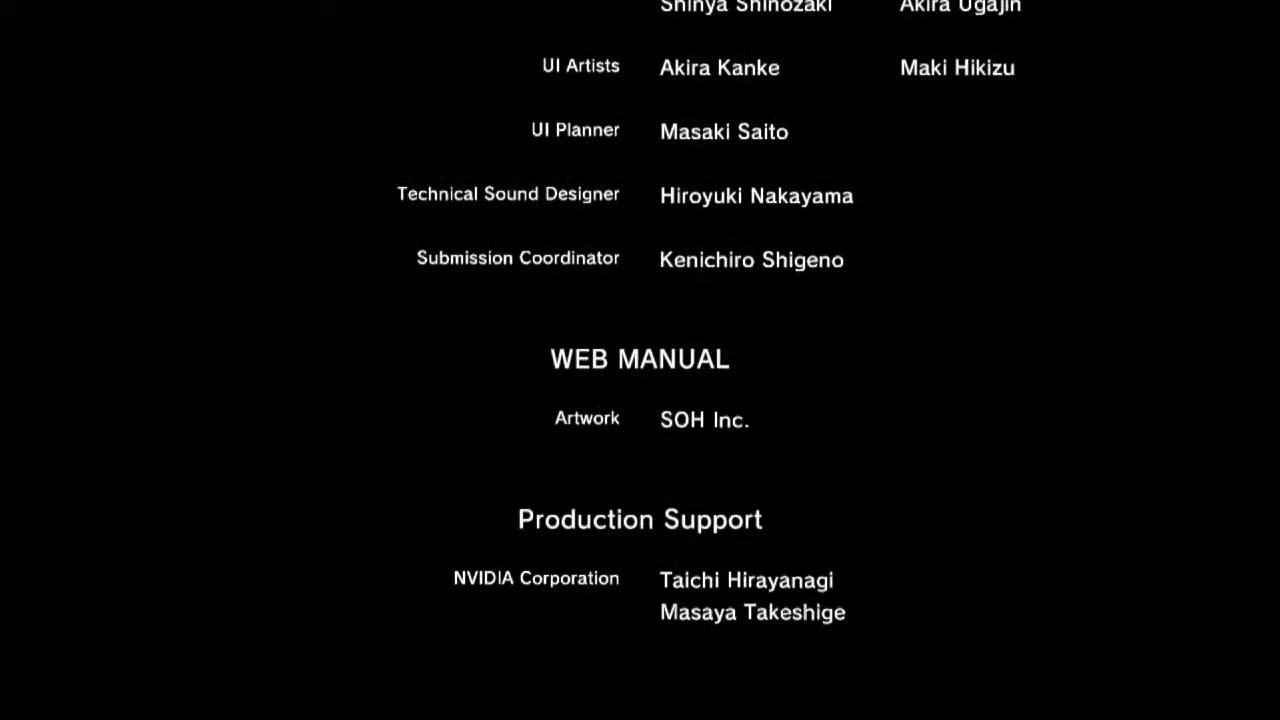 Shinya Shinozaki Akira Ugajin
UI Artists Akira Kanke Maki Hikizu
UI Planner Masaki Saito
Technical Sound Designer Hiroyuki Nakayama
Submission Coordinator Kenichiro Shigeno
WEB MANUAL
Artwork SOH Inc.
Production Support
NVIDIA Corporation Taichi Hirayanagi
Masaya Takeshige